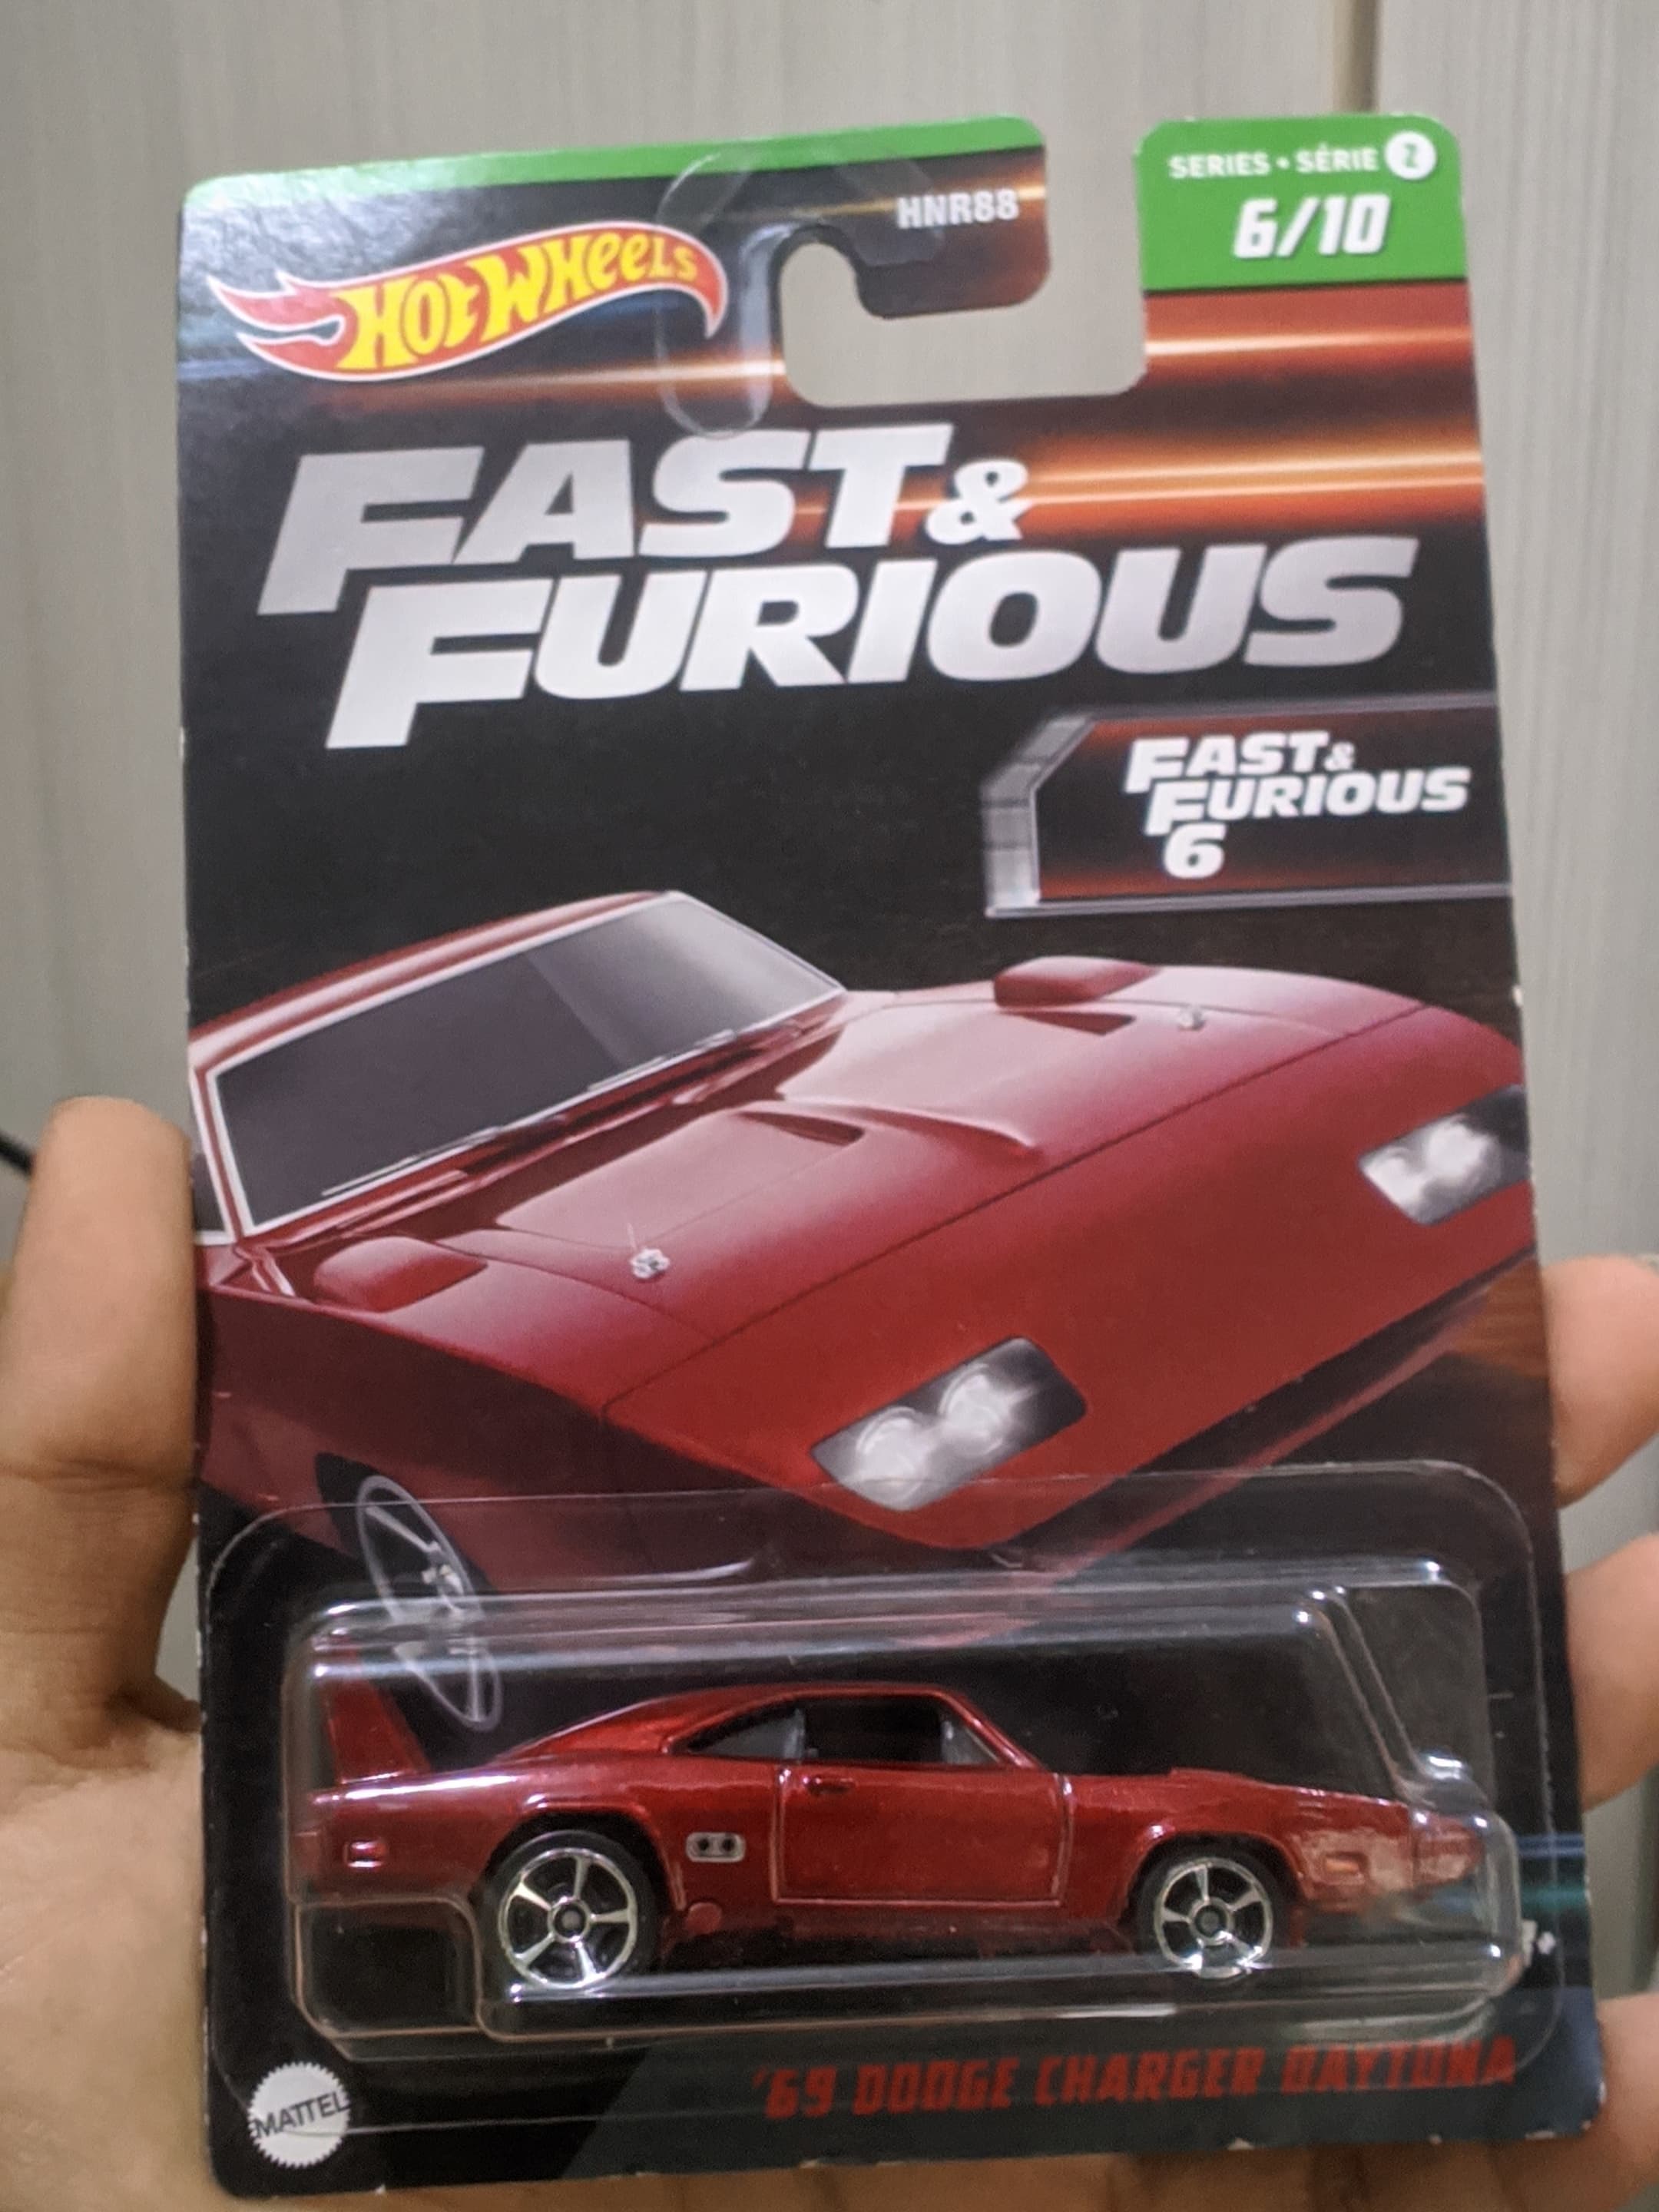 SERIES • SÉRIE 2
6/10
HNR88
HOT WHEELS
FAST &
FURIOUS
FAST &
FURIOUS
6
'69 DODGE CHARGER DAYTONA
MATTEL